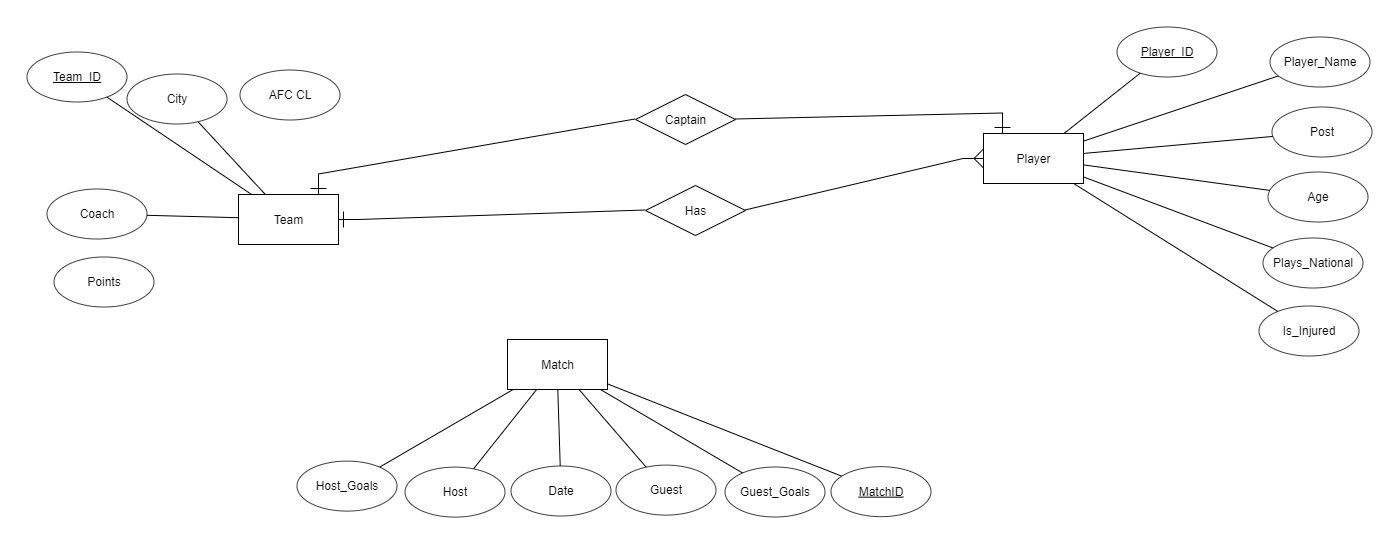 Team_ID
City
AFC CL
Captain
Player_ID
Player_Name
Post
Player
Age
Coach
Team
Has
Plays_National
Points
Is_Injured
Match
Host_Goals
Host
Date
Guest
Guest_Goals
MatchID